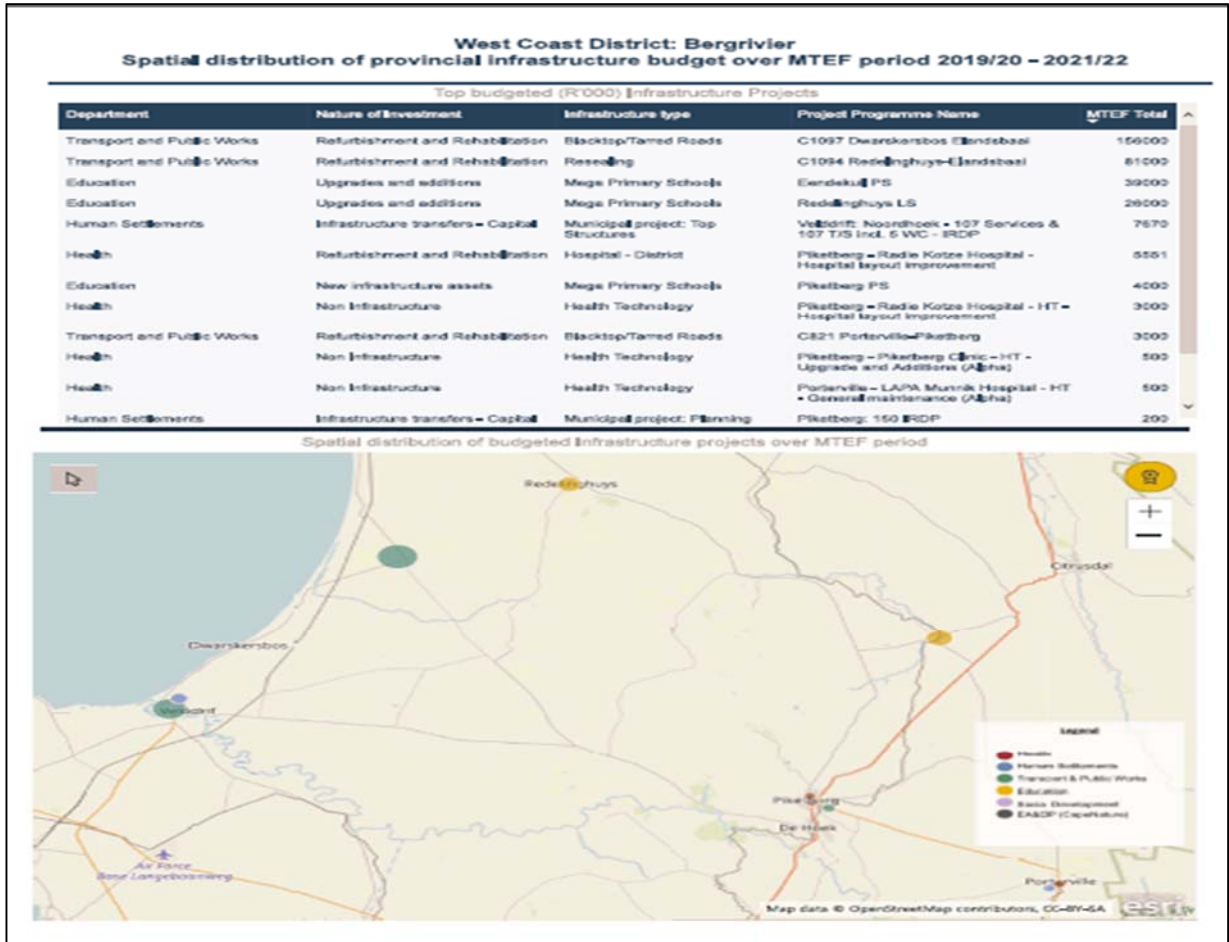 West Coast District: Bergrivier
Spatial distribution of provincial infrastructure budget over MTEF period 2019/20 – 2021/22
Top budgeted (R'000) Infrastructure Projects
Department Nature of Investment Infrastructure type Project Programme Name MTEF Total
Transport and Public Works Refurbishment and Rehabilitation Blacktop/Tarred Roads C1097 Dwarskersbos Elandsbaai 156000
Transport and Public Works Refurbishment and Rehabilitation Resealing C1094 Redelinghuys-Elandsbaai 81000
Education Upgrades and additions Mega Primary Schools Eendekuil PS 39000
Education Upgrades and additions Mega Primary Schools Redelinghuys LS 26000
Human Settlements Infrastructure transfers – Capital Municipal project: Top Structures Velddrift: Noordhoek - 107 Services & 107 T/S incl. 5 WC - IRDP 7670
Health Refurbishment and Rehabilitation Hospital - District Piketberg – Radie Kotze Hospital - Hospital layout improvement 5551
Education New infrastructure assets Mega Primary Schools Piketberg PS 4000
Health Non Infrastructure Health Technology Piketberg – Radie Kotze Hospital - HT – Hospital layout improvement 3000
Transport and Public Works Refurbishment and Rehabilitation Blacktop/Tarred Roads C821 Porterville-Piketberg 3000
Health Non Infrastructure Health Technology Piketberg – Piketberg Clinic – HT - Upgrade and Additions (Alpha) 500
Health Non Infrastructure Health Technology Porterville – LAPA Munnik Hospital - HT - General maintenance (Alpha) 500
Human Settlements Infrastructure transfers – Capital Municipal project: Planning Piketberg: 150 IRDP 200
Spatial distribution of budgeted Infrastructure projects over MTEF period
Redelinghuys
Citrusdal
Dwarskersbos
Velddrif
Legend
Health
Human Settlements
Transport & Public Works
Education
Social Development
EA&DP (CapeNature)
Piketberg
De Hoek
Air Force
Base Langebaanweg
Porterville
Map data © OpenStreetMap contributors, CC-BY-SA
esri